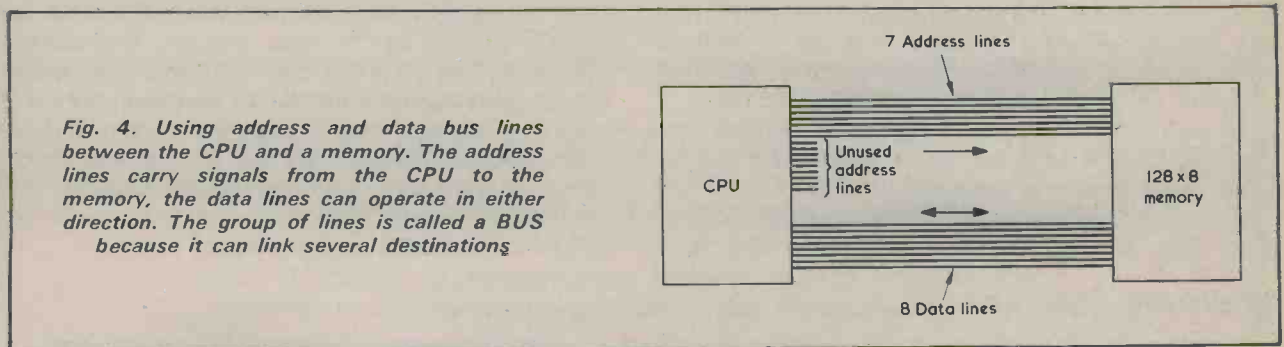 Fig. 4. Using address and data bus lines
between the CPU and a memory. The address
lines carry signals from the CPU to the
memory, the data lines can operate in either
direction. The group of lines is called a BUS
because it can link several destinations
7 Address lines
CPU
Unused
address
lines
128 x 8
memory
8 Data lines